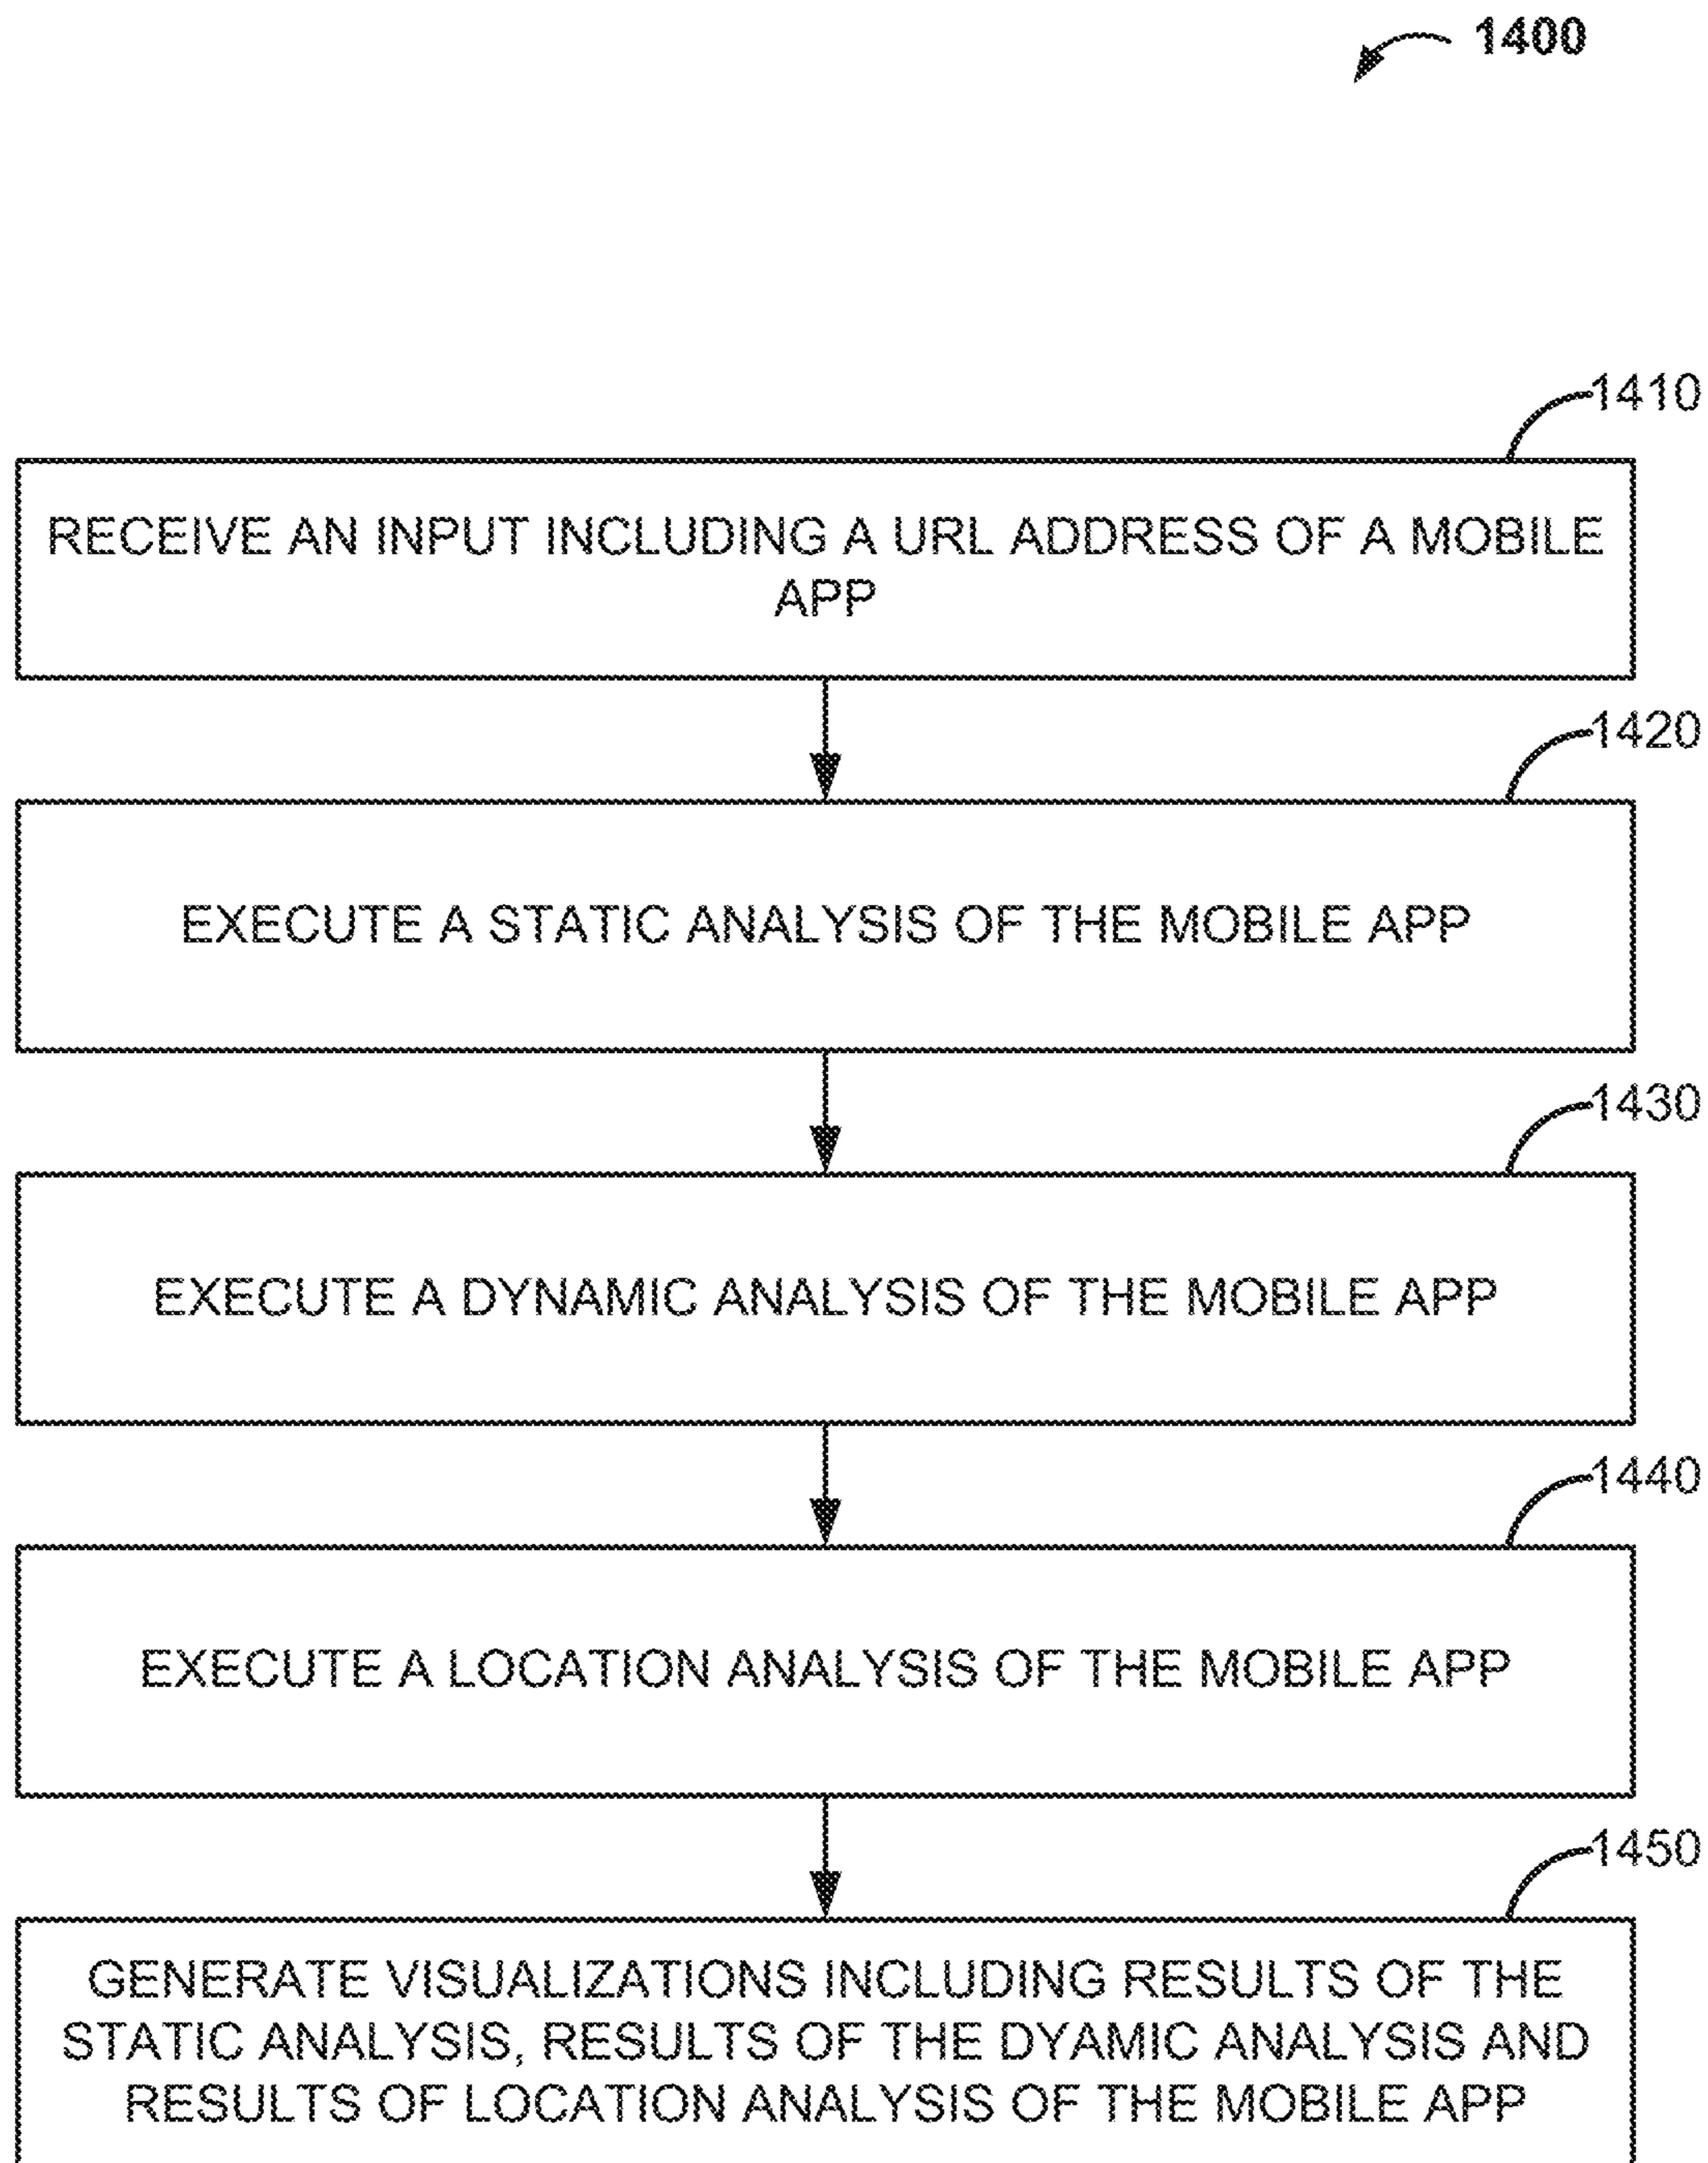 1400
1410
RECEIVE AN INPUT INCLUDING A URL ADDRESS OF A MOBILE
APP
1420
EXECUTE A STATIC ANALYSIS OF THE MOBILE APP
1430
EXECUTE A DYNAMIC ANALYSIS OF THE MOBILE APP
1440
EXECUTE A LOCATION ANALYSIS OF THE MOBILE APP
1450
GENERATE VISUALIZATIONS INCLUDING RESULTS OF THE
STATIC ANALYSIS, RESULTS OF THE DYAMIC ANALYSIS AND
RESULTS OF LOCATION ANALYSIS OF THE MOBILE APP